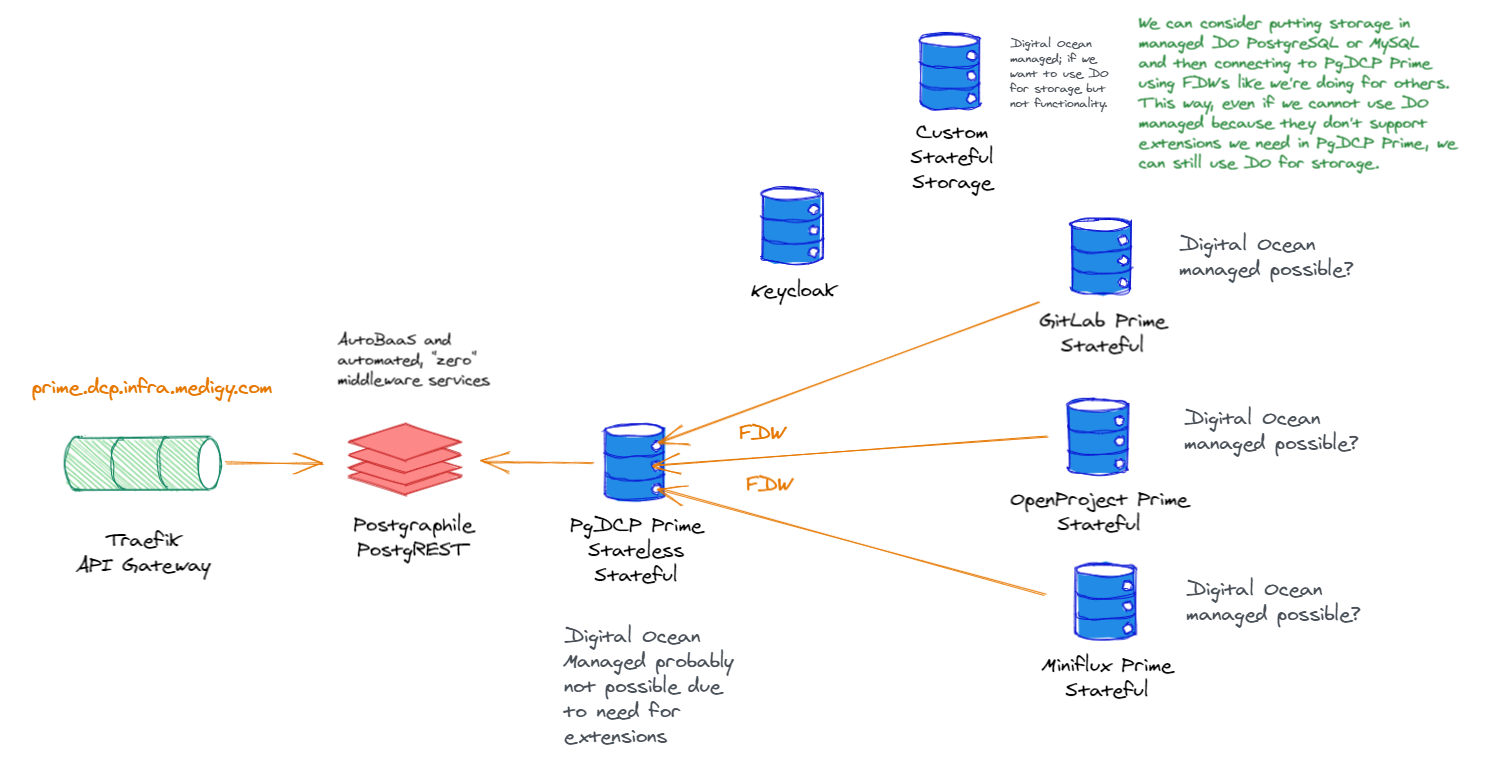 Digital Ocean
managed; if we
want to use DO
for storage but
not functionality.
We can consider putting storage in
managed DO PostgreSQL or MySQL
and then connecting to PgDCP Prime
using FDWs like we're doing for others.
This way, even if we cannot use DO
managed because they don't support
extensions we need in PgDCP Prime, we
can still use DO for storage.
Custom
Stateful
Storage
Keycloak
Digital Ocean
managed possible?
GitLab Prime
Stateful
AutoBaaS and
automated, "zero"
middleware services
prime.dcp.infra.medigy.com
FDW
FDW
Digital Ocean
managed possible?
OpenProject Prime
Stateful
Traefik
API Gateway
Postgraphile
PostgREST
PgDCP Prime
Stateless
Stateful
Digital Ocean
managed possible?
Miniflux Prime
Stateful
Digital Ocean
Managed probably
not possible due
to need for
extensions